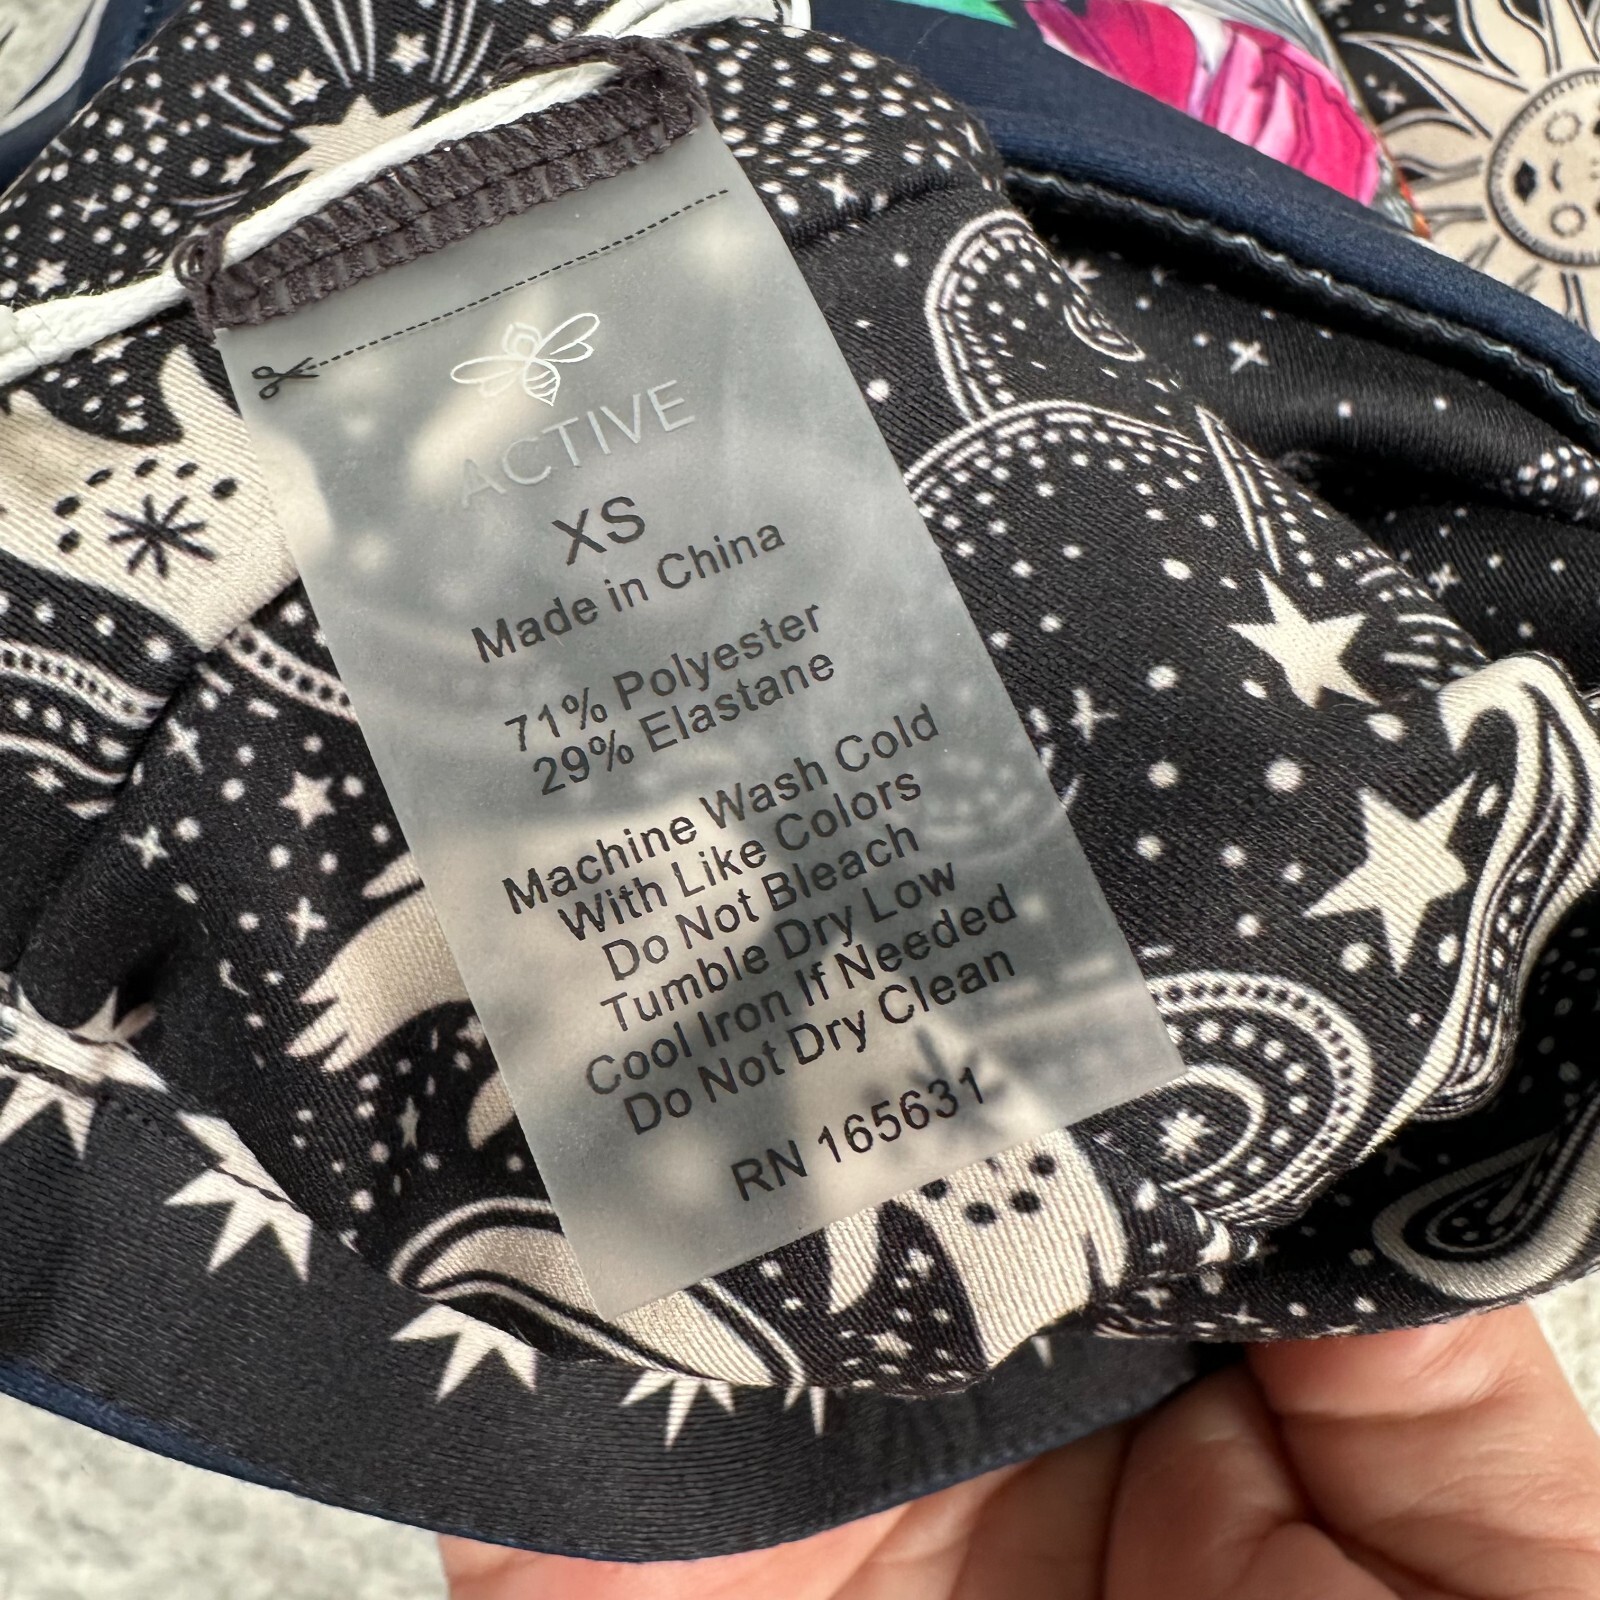 ACTIVE
XS
Made in China
71% Polyester
29% Elastane
Machine Wash Cold
With Like Colors
Do Not Bleach
Tumble Dry Low
Cool Iron If Needed
Do Not Dry Clean
RN 165631